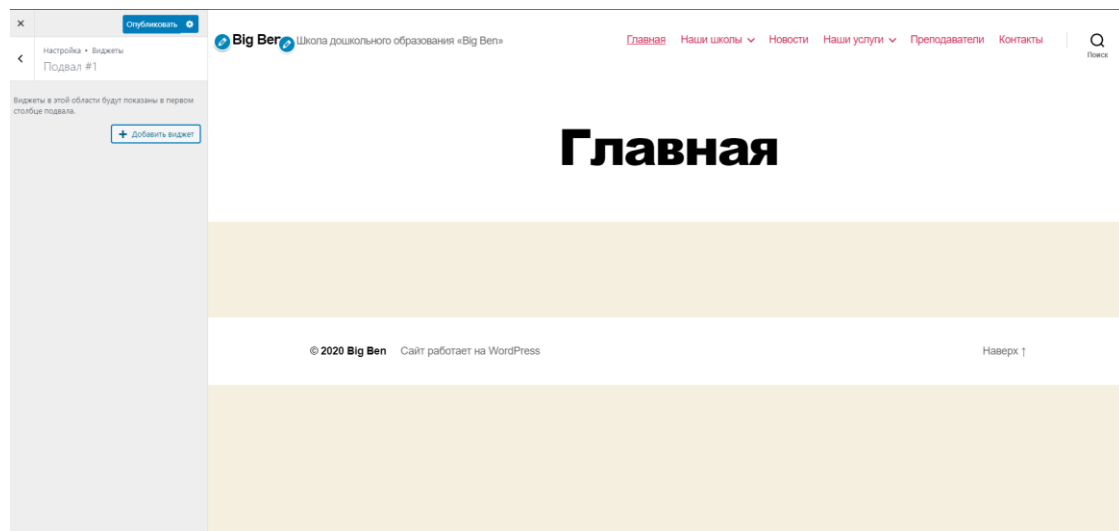 Опубликовать
Настройка • Виджеты
Подвал #1
Виджеты в этой области будут показаны в первом
столбце подвала.
+ Добавить виджет
Big Ben Школа дошкольного образования «Big Ben»
Главная Наши школы Новости Наши услуги Преподаватели Контакты
Поиск
Главная
© 2020 Big Ben Сайт работает на WordPress
Наверх ↑